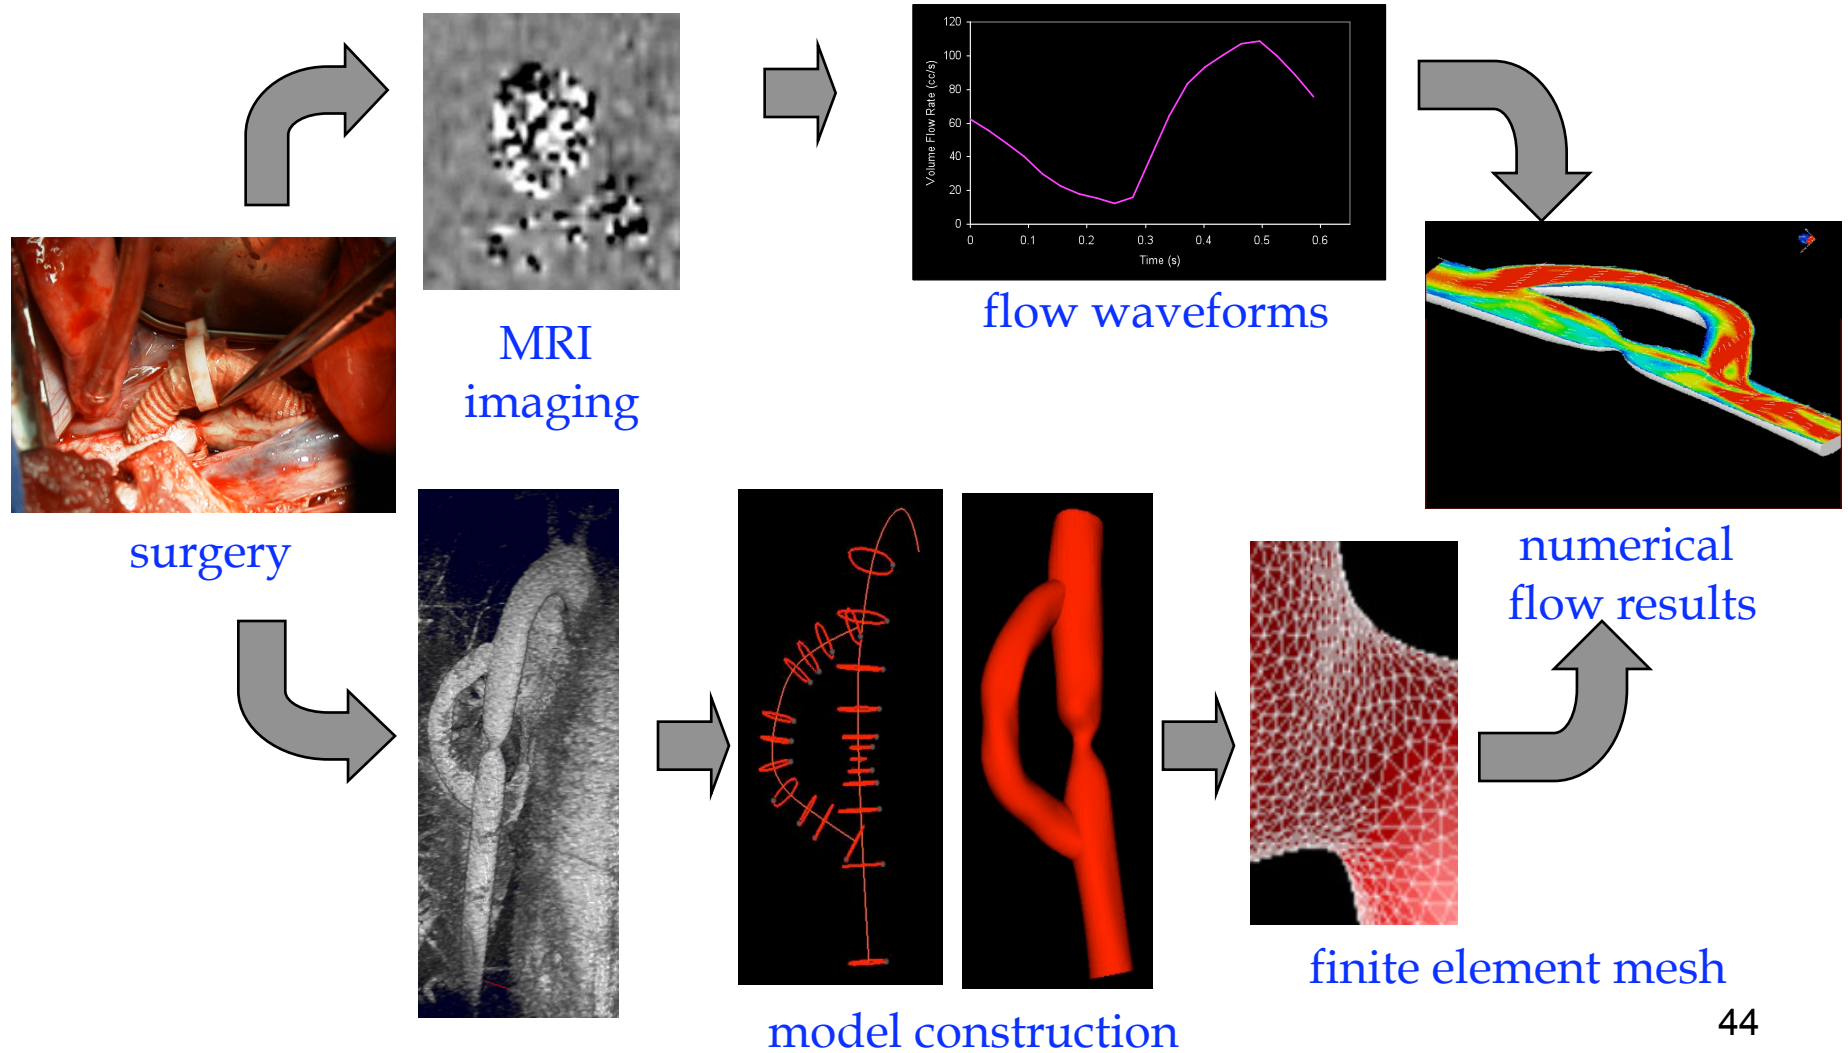 120
100
80
60
40
20
0
Volume Flow Rate (cc/s)
0 0.1 0.2 0.3 0.4 0.5 0.6
Time (s)
flow waveforms
MRI
imaging
surgery
numerical
flow results
finite element mesh
model construction
44